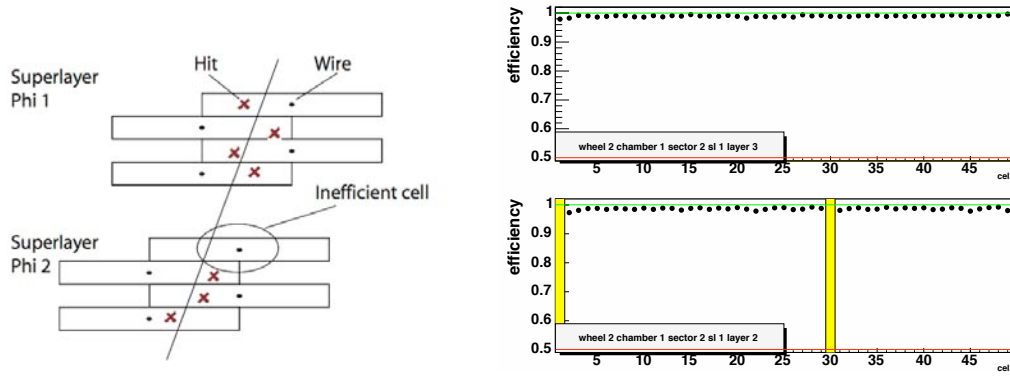 Hit
Wire
Superlayer
Phi 1
Inefficient cell
Superlayer
Phi 2
efficiency
1
0.9
0.8
0.7
0.6
0.5
wheel 2 chamber 1 sector 2 sl 1 layer 3
5 10 15 20 25 30 35 40 45
cel
efficiency
1
0.9
0.8
0.7
0.6
0.5
wheel 2 chamber 1 sector 2 sl 1 layer 2
5 10 15 20 25 30 35 40 45
cel